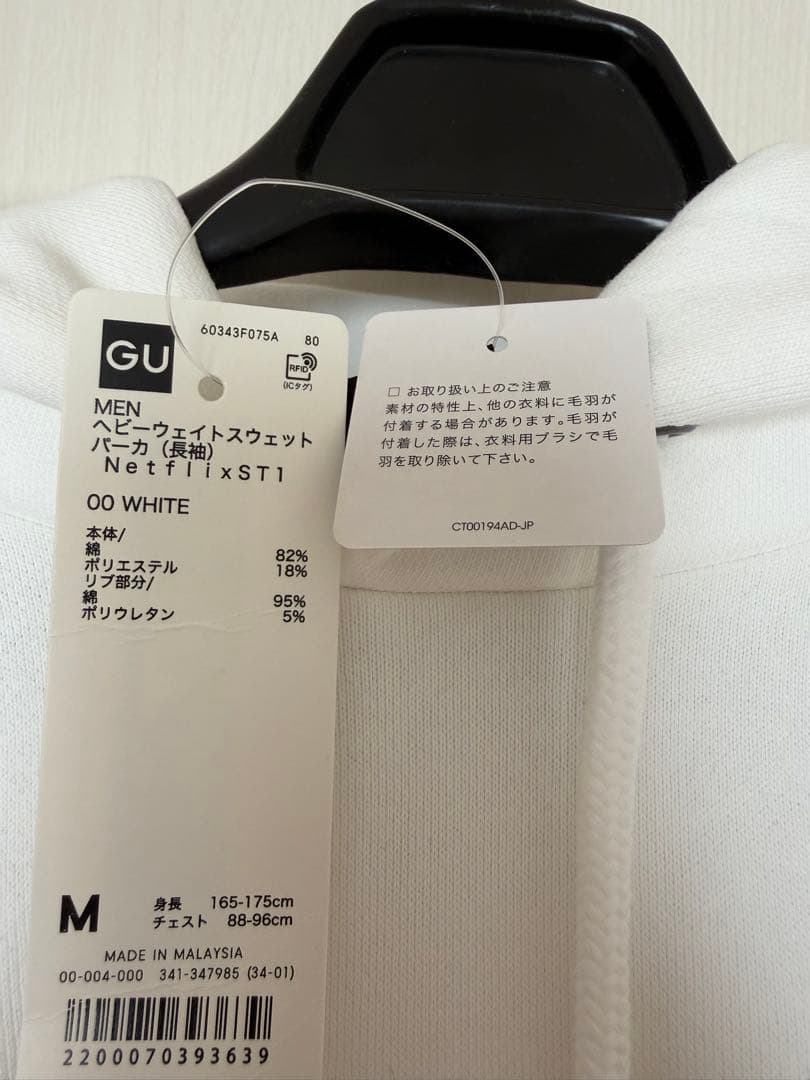 GU
60343F075A 80
RFID
(ICタグ)
MEN
ヘビーウェイトスウェット
パーカ(長袖)
NetflixST1
00 WHITE
本体/
綿 82%
ポリエステル 18%
リブ部分/
綿 95%
ポリウレタン 5%
M 身長 165-175cm
チェスト 88-96cm
MADE IN MALAYSIA
00-004-000 341-347985 (34-01)
2200070393639
□ お取り扱い上のご注意
素材の特性上、他の衣料に毛羽が
付着する場合があります。毛羽が
付着した際は、衣料用ブラシで毛
羽を取り除いて下さい。
CT00194AD-JP